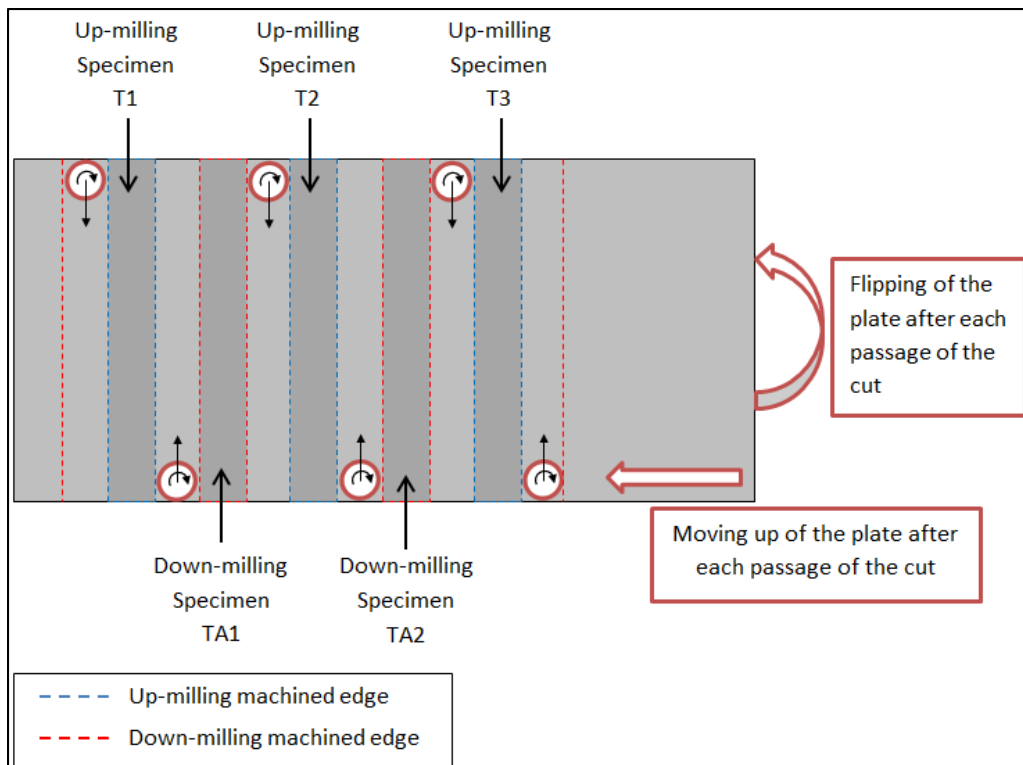 Up-milling
Specimen
T1
Up-milling
Specimen
T2
Up-milling
Specimen
T3
Flipping of the
plate after each
passage of the
cut
Moving up of the plate after
each passage of the cut
Down-milling
Specimen
TA1
Down-milling
Specimen
TA2
Up-milling machined edge
Down-milling machined edge